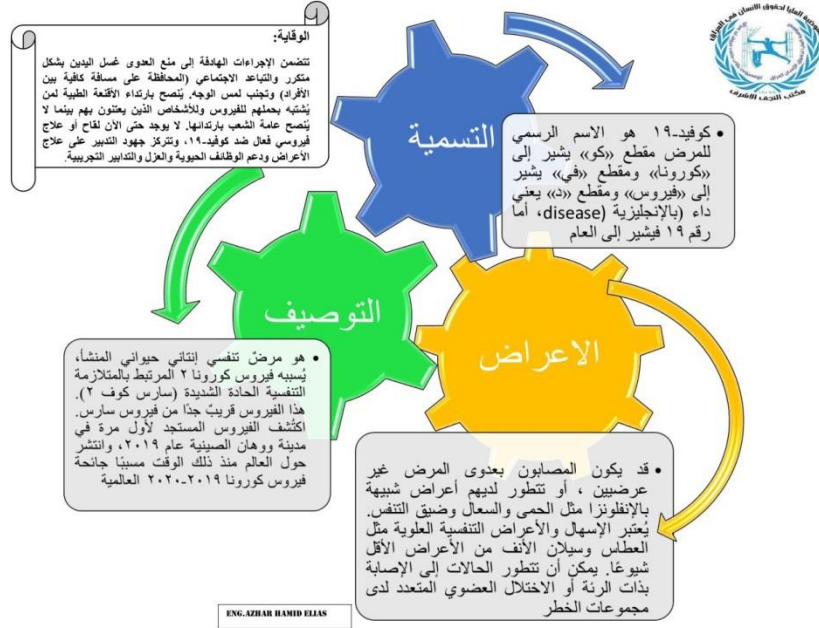 المفوضية العليا لحقوق الانسان في العراق
مكتب النجف الاشرف
الوقاية:
تتضمن الإجراءات الهادفة إلى منع العدوى غسل اليدين بشكل
متكرر والتباعد الاجتماعي (المحافظة على مسافة كافية بين
الأفراد) وتجنب لمس الوجه. يُنصح بارتداء الأقنعة الطبية لمن
يُشتبه بحملهم للفيروس وللأشخاص الذين يعتنون بهم بينما لا
يُنصح عامة الشعب بارتدائها. لا يوجد حتى الآن لقاح أو علاج
فيروسي فعال ضد كوفيد-١٩، وتتركز جهود التدبير على علاج
الأعراض ودعم الوظائف الحيوية والعزل والتدابير التجريبية.
التسمية
• كوفيد-١٩ هو الاسم الرسمي
للمرض مقطع «كو» يشير إلى
«كورونا» ومقطع «في» يشير
إلى «فيروس» ومقطع «د» يعني
داء (بالإنجليزية (disease، أما
رقم ١٩ فيشير إلى العام
التوصيف
• هو مرضٌ تنفسي إنتاني حيواني المنشأ،
يُسببه فيروس كورونا ٢ المرتبط بالمتلازمة
التنفسية الحادة الشديدة (سارس كوف ٢).
هذا الفيروس قريبٌ جدًا من فيروس سارس.
اكتُشف الفيروس المستجد لأول مرة في
مدينة ووهان الصينية عام ٢٠١٩، وانتشر
حول العالم منذ ذلك الوقت مسببًا جائحة
فيروس كورونا ٢٠١٩-٢٠٢٠ العالمية
الاعراض
• قد يكون المصابون بعدوى المرض غير
عرضيين ، أو تتطور لديهم أعراض شبيهة
بالإنفلونزا مثل الحمى والسعال وضيق التنفس.
يُعتبر الإسهال والأعراض التنفسية العلوية مثل
العطاس وسيلان الأنف من الأعراض الأقل
شيوعًا. يمكن أن تتطور الحالات إلى الإصابة
بذات الرئة أو الاختلال العضوي المتعدد لدى
مجموعات الخطر
ENG.AZHAR HAMID ELIAS